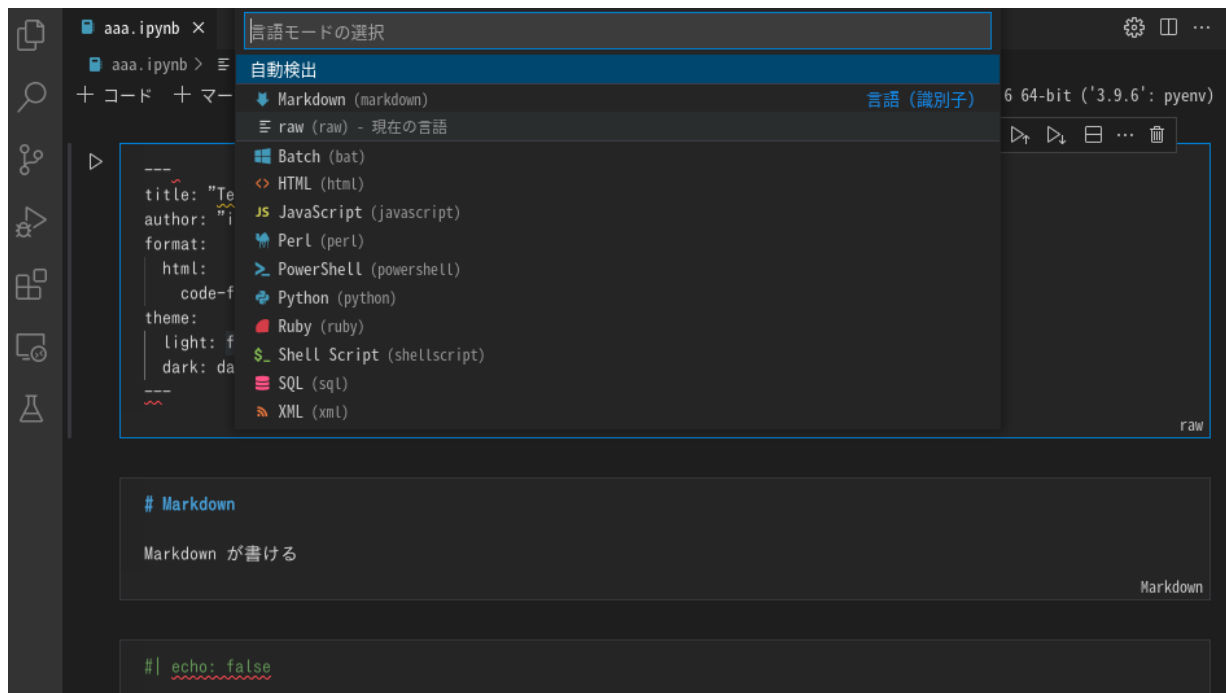 aaa.ipynb
言語モードの選択
aaa.ipynb >
自動検出
+ コード + マー
Markdown (markdown)
言語 (識別子)
6 64-bit ('3.9.6': pyenv)
raw (raw) - 現在の言語
Batch (bat)
HTML (html)
JS JavaScript (javascript)
Perl (perl)
PowerShell (powershell)
Python (python)
Ruby (ruby)
$_ Shell Script (shellscript)
SQL (sql)
XML (xml)
---
title: "Te
author: "i
format:
html:
code-f
theme:
light: f
dark: da
---
raw
# Markdown
Markdown が書ける
Markdown
#| echo: false